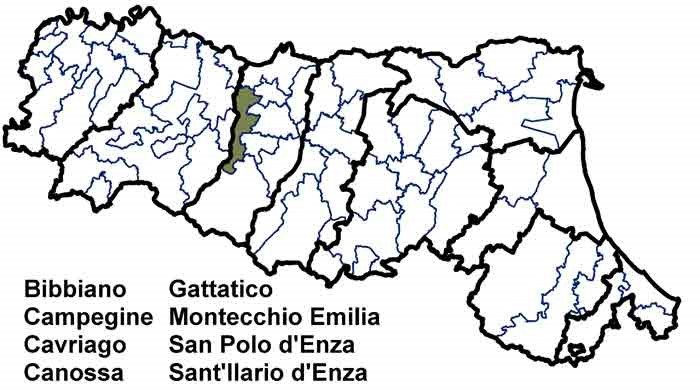 Bibbiano Gattatico
Campegine Montecchio Emilia
Cavriago San Polo d'Enza
Canossa Sant'Ilario d'Enza